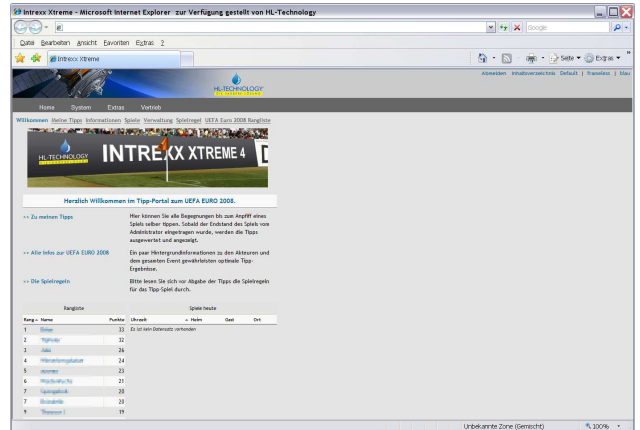 Intrexx Xtreme - Microsoft Internet Explorer zur Verfügung gestellt von HL-Technology
Google
Datei Bearbeiten Ansicht Favoriten Extras ?
Intrexx Xtreme
Seite Extras
Abmelden Inhaltsverzeichnis Default | frameless | blau
HL-TECHNOLOGY
Home System Extras Vertrieb
Willkommen Meine Tipps Informationen Spiele Verwaltung Spielregel UEFA Euro 2008 Rangliste
HL-TECHNOLOGY INTREXX XTREME 4
Herzlich Willkommen im Tipp-Portal zum UEFA EURO 2008.
>> Zu meinen Tipps
Hier können Sie alle Begegnungen bis zum Anpfiff eines
Spiels selber tippen. Sobald der Endstand des Spiels vom
Administrator eingetragen wurde, werden die Tipps
ausgewertet und angezeigt.
>> Alle Infos zur UEFA EURO 2008
Ein paar Hintergrundinformationen zu den Akteuren und
dem gesamten Event gewährleisten optimale Tipp-
Ergebnisse.
>> Die Spielregeln
Bitte lesen Sie sich vor Abgabe der Tipps die Spielregeln
für das Tipp-Spiel durch.
Rangliste
Rang Name Punkte
1 33
2 32
3 26
4 24
5 23
6 21
7 20
7 20
9 19
Spiele heute
Uhrzeit Heim Gast Ort
Es ist kein Datensatz vorhanden
Unbekannte Zone (Gemischt) 100%